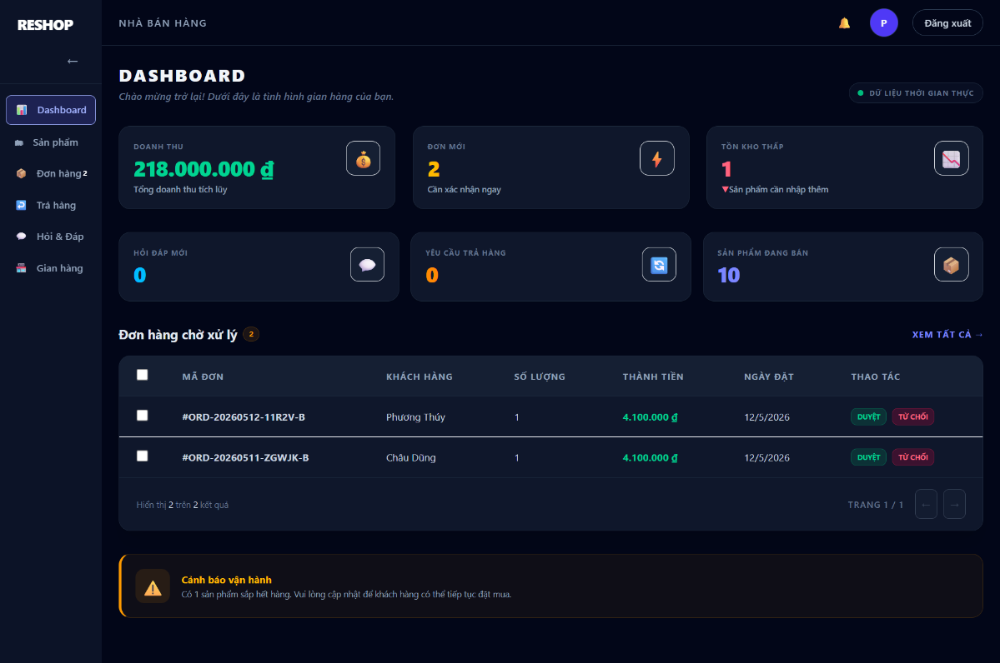 RESHOP
NHÀ BÁN HÀNG
P
Đăng xuất
←
Dashboard
Sản phẩm
Đơn hàng 2
Trả hàng
Hỏi & Đáp
Gian hàng
DASHBOARD
Chào mừng trở lại! Dưới đây là tình hình gian hàng của bạn.
DỮ LIỆU THỜI GIAN THỰC
DOANH THU
218.000.000 ₫
Tổng doanh thu tích lũy
ĐƠN MỚI
2
Cần xác nhận ngay
TỒN KHO THẤP
1
▼Sản phẩm cần nhập thêm
HỎI ĐÁP MỚI
0
YÊU CẦU TRẢ HÀNG
0
SẢN PHẨM ĐANG BÁN
10
Đơn hàng chờ xử lý 2
XEM TẤT CẢ →
MÃ ĐƠN KHÁCH HÀNG SỐ LƯỢNG THÀNH TIỀN NGÀY ĐẶT THAO TÁC
#ORD-20260512-11R2V-B Phương Thúy 1 4.100.000 ₫ 12/5/2026 DUYỆT TỪ CHỐI
#ORD-20260511-ZGWJK-B Châu Dũng 1 4.100.000 ₫ 12/5/2026 DUYỆT TỪ CHỐI
Hiển thị 2 trên 2 kết quả
TRANG 1 / 1 ← →
Cảnh báo vận hành
Có 1 sản phẩm sắp hết hàng. Vui lòng cập nhật để khách hàng có thể tiếp tục đặt mua.